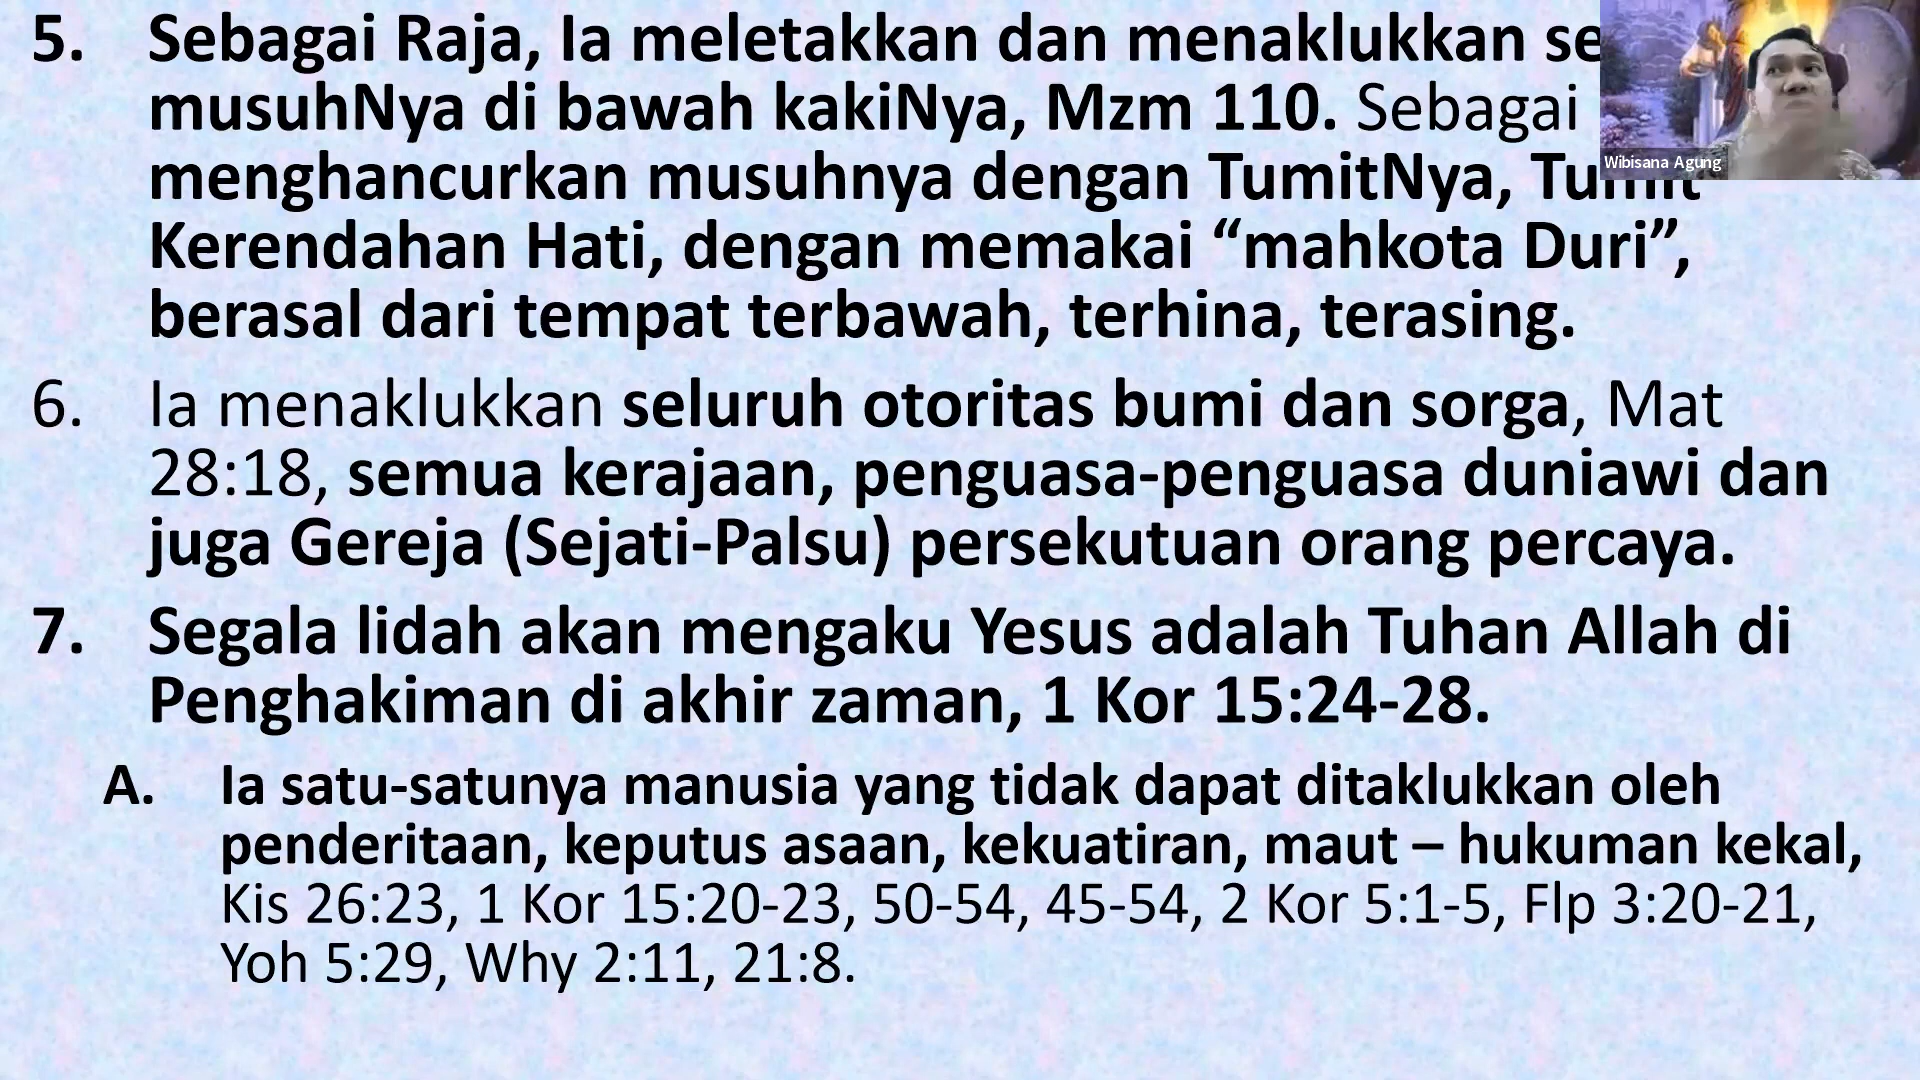 5. Sebagai Raja, Ia meletakkan dan menaklukkan
musuhNya di bawah kakiNya, Mzm 110. Sebagai
menghancurkan musuhnya dengan TumitNya, Tumit
Kerendahan Hati, dengan memakai “mahkota Duri”,
berasal dari tempat terbawah, terhina, terasing.
6. Ia menaklukkan seluruh otoritas bumi dan sorga, Mat
28:18, semua kerajaan, penguasa-penguasa duniawi dan
juga Gereja (Sejati-Palsu) persekutuan orang percaya.
7. Segala lidah akan mengaku Yesus adalah Tuhan Allah di
Penghakiman di akhir zaman, 1 Kor 15:24-28.
A. Ia satu-satunya manusia yang tidak dapat ditaklukkan oleh
penderitaan, keputus asaan, kekuatiran, maut – hukuman kekal,
Kis 26:23, 1 Kor 15:20-23, 50-54, 45-54, 2 Kor 5:1-5, Flp 3:20-21,
Yoh 5:29, Why 2:11, 21:8.
Wibisana Agung